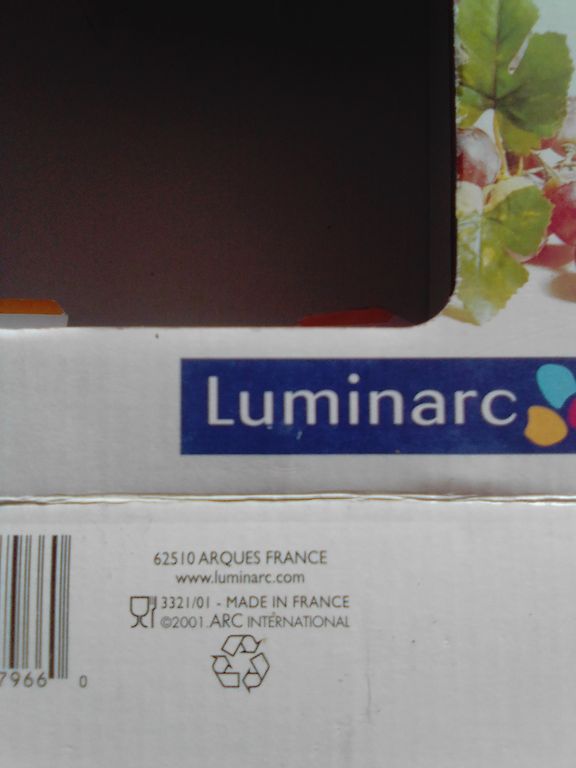 Luminarc
62510 ARQUES FRANCE
www.luminarc.com
3321/01 - MADE IN FRANCE
©2001 ARC INTERNATIONAL
7966 0